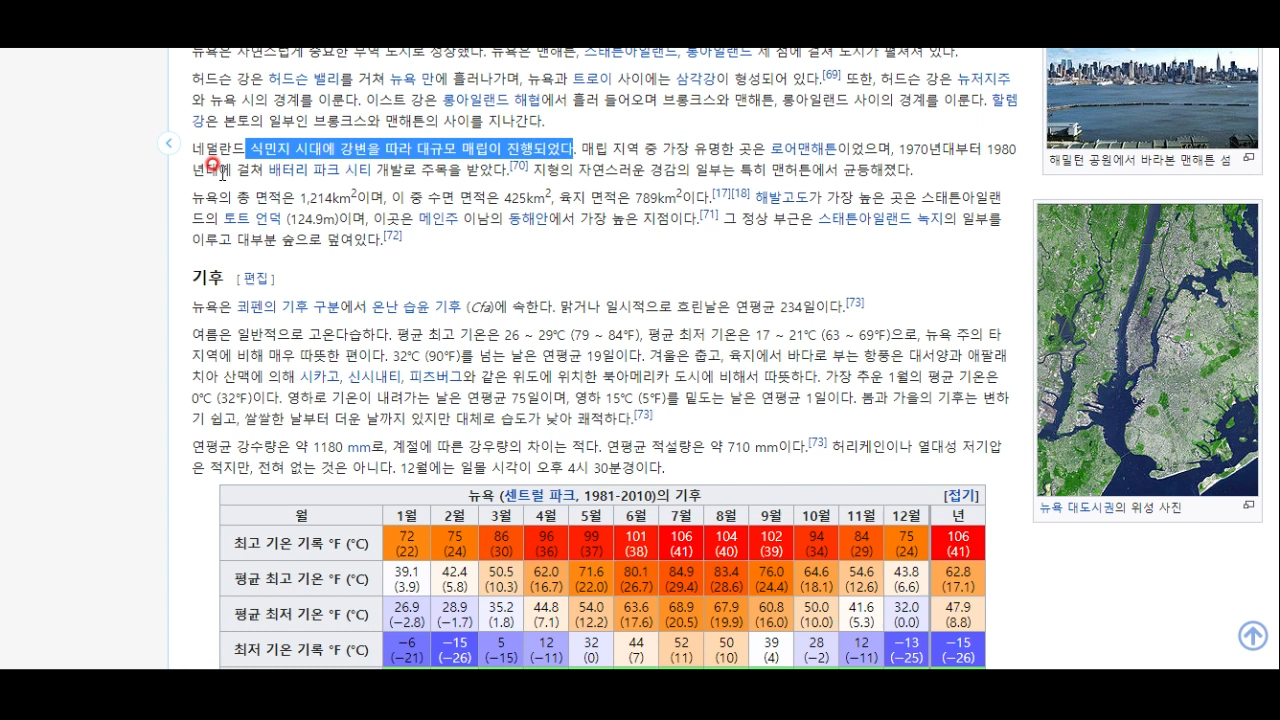 뉴욕은 자연스럽게 중요한 무역 도시로 성장했다. 뉴욕은 맨해튼, 스태튼아일랜드, 롱아일랜드 세 섬에 걸쳐 도시가 펼쳐져 있다.
허드슨 강은 허드슨 밸리를 거쳐 뉴욕 만에 흘러나가며, 뉴욕과 트로이 사이에는 삼각강이 형성되어 있다.[69] 또한, 허드슨 강은 뉴저지주
와 뉴욕 시의 경계를 이룬다. 이스트 강은 롱아일랜드 해협에서 흘러 들어오며 브롱크스와 맨해튼, 롱아일랜드 사이의 경계를 이룬다. 할렘
강은 본토의 일부인 브롱크스와 맨해튼의 사이를 지나간다.
네덜란드 식민지 시대에 강변을 따라 대규모 매립이 진행되었다. 매립 지역 중 가장 유명한 곳은 로어맨해튼이었으며, 1970년대부터 1980
년대에 걸쳐 배터리 파크 시티 개발로 주목을 받았다.[70] 지형의 자연스러운 경감의 일부는 특히 맨허튼에서 균등해졌다.
뉴욕의 총 면적은 1,214km2이며, 이 중 수면 면적은 425km2, 육지 면적은 789km2이다.[17][18] 해발고도가 가장 높은 곳은 스태튼아일랜
드의 토트 언덕 (124.9m)이며, 이곳은 메인주 이남의 동해안에서 가장 높은 지점이다.[71] 그 정상 부근은 스태튼아일랜드 녹지의 일부를
이루고 대부분 숲으로 덮여있다.[72]
기후 [편집]
뉴욕은 쾨펜의 기후 구분에서 온난 습윤 기후 (Cfa)에 속한다. 맑거나 일시적으로 흐린날은 연평균 234일이다.[73]
여름은 일반적으로 고온다습하다. 평균 최고 기온은 26 ~ 29℃ (79 ~ 84℉), 평균 최저 기온은 17 ~ 21℃ (63 ~ 69℉)으로, 뉴욕 주의 타
지역에 비해 매우 따뜻한 편이다. 32℃ (90℉)를 넘는 날은 연평균 19일이다. 겨울은 춥고, 육지에서 바다로 부는 항풍은 대서양과 애팔래
치아 산맥에 의해 시카고, 신시내티, 피츠버그와 같은 위도에 위치한 북아메리카 도시에 비해서 따뜻하다. 가장 추운 1월의 평균 기온은
0℃ (32℉)이다. 영하로 기온이 내려가는 날은 연평균 75일이며, 영하 15℃ (5℉)를 밑도는 날은 연평균 1일이다. 봄과 가을의 기후는 변하
기 쉽고, 쌀쌀한 날부터 더운 날까지 있지만 대체로 습도가 낮아 쾌적하다.[73]
연평균 강수량은 약 1180 mm로, 계절에 따른 강우량의 차이는 적다. 연평균 적설량은 약 710 mm이다.[73] 허리케인이나 열대성 저기압
은 적지만, 전혀 없는 것은 아니다. 12월에는 일몰 시각이 오후 4시 30분경이다.
뉴욕 (센트럴 파크, 1981-2010)의 기후 [접기]
월 1월 2월 3월 4월 5월 6월 7월 8월 9월 10월 11월 12월 년
최고 기온 기록 °F (°C) 72 (22) 75 (24) 86 (30) 96 (36) 99 (37) 101 (38) 106 (41) 104 (40) 102 (39) 94 (34) 84 (29) 75 (24) 106 (41)
평균 최고 기온 °F (°C) 39.1 (3.9) 42.4 (5.8) 50.5 (10.3) 62.0 (16.7) 71.6 (22.0) 80.1 (26.7) 84.9 (29.4) 83.4 (28.6) 76.0 (24.4) 64.6 (18.1) 54.6 (12.6) 43.8 (6.6) 62.8 (17.1)
평균 최저 기온 °F (°C) 26.9 (−2.8) 28.9 (−1.7) 35.2 (1.8) 44.8 (7.1) 54.0 (12.2) 63.6 (17.6) 68.9 (20.5) 67.9 (19.9) 60.8 (16.0) 50.0 (10.0) 41.6 (5.3) 32.0 (0.0) 47.9 (8.8)
최저 기온 기록 °F (°C) −6 (−21) −15 (−26) 5 (−15) 12 (−11) 32 (0) 44 (7) 52 (11) 50 (10) 39 (4) 28 (−2) 12 (−11) −13 (−25) −15 (−26)
해밀턴 공원에서 바라본 맨해튼 섬
뉴욕 대도시권의 위성 사진